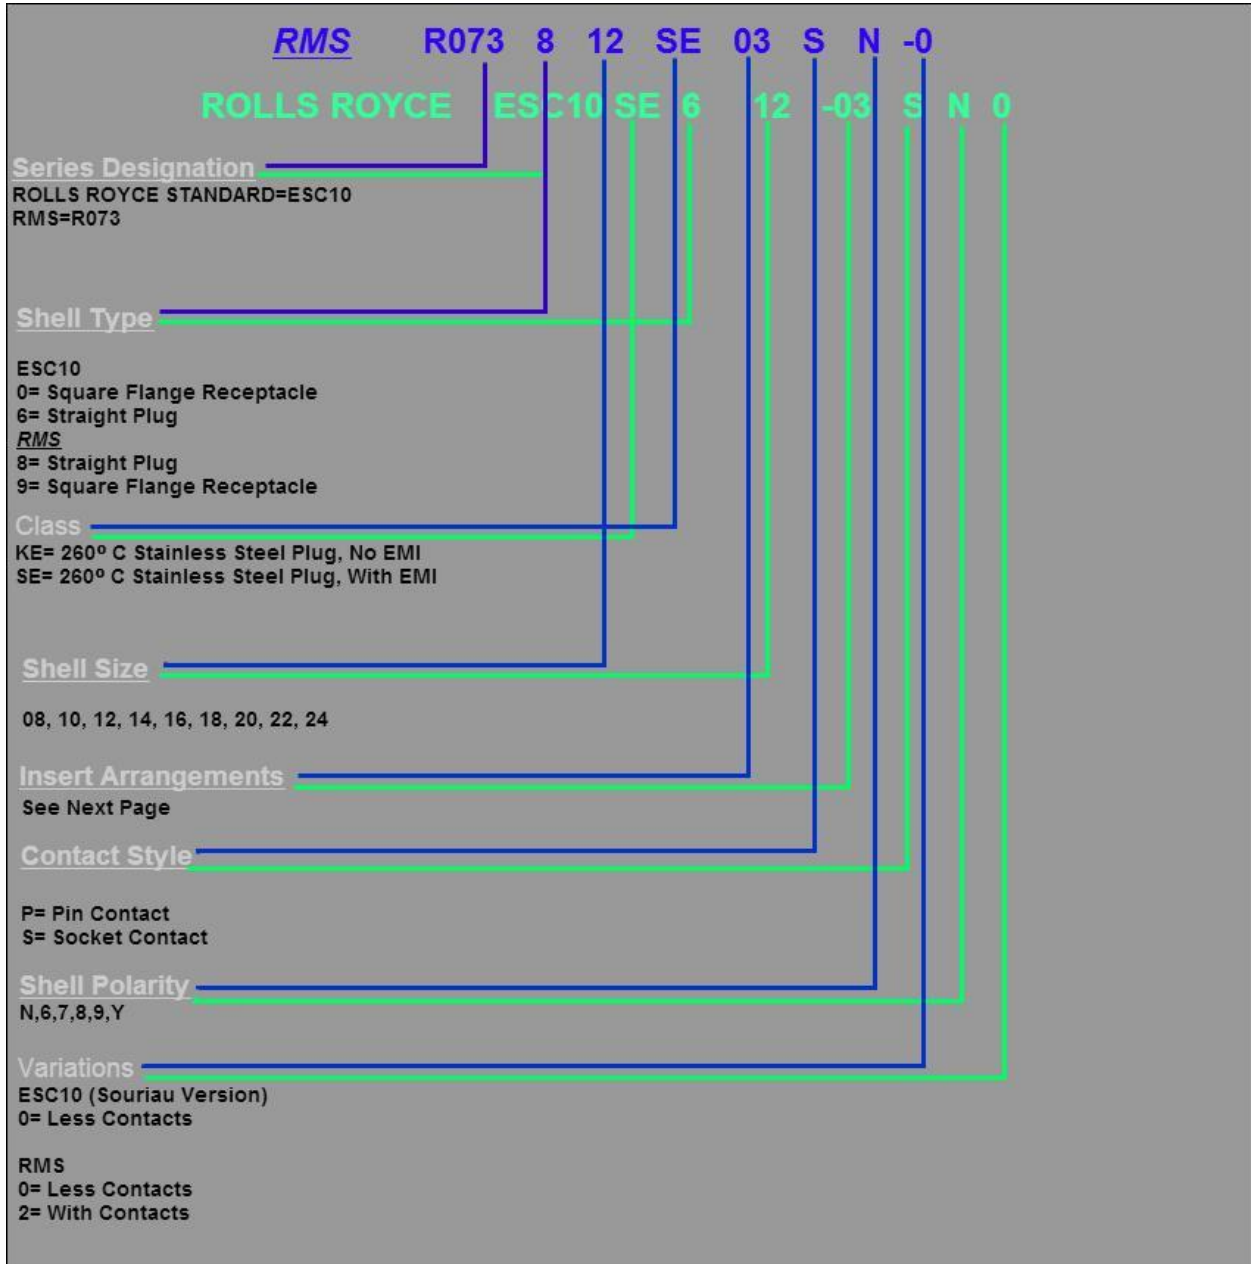 RMS R073 8 12 SE 03 S N -0
ROLLS ROYCE ESC10 SE 6 12 -03 S N 0
Series Designation
ROLLS ROYCE STANDARD=ESC10
RMS=R073
Shell Type
ESC10
0= Square Flange Receptacle
6= Straight Plug
RMS
8= Straight Plug
9= Square Flange Receptacle
Class
KE= 260º C Stainless Steel Plug, No EMI
SE= 260º C Stainless Steel Plug, With EMI
Shell Size
08, 10, 12, 14, 16, 18, 20, 22, 24
Insert Arrangements
See Next Page
Contact Style
P= Pin Contact
S= Socket Contact
Shell Polarity
N,6,7,8,9,Y
Variations
ESC10 (Souriau Version)
0= Less Contacts
RMS
0= Less Contacts
2= With Contacts